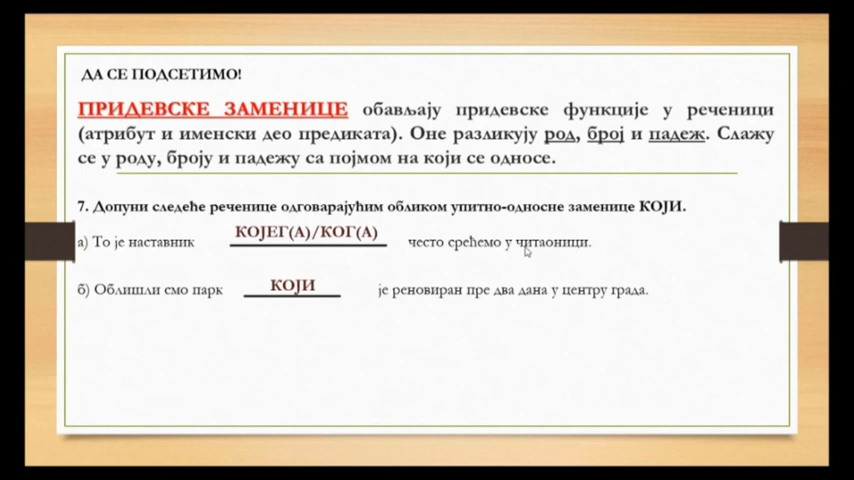 ДА СЕ ПОДСЕТИМО!
ПРИДЕВСКЕ ЗАМЕНИЦЕ обављају придевске функције у реченици
(атрибут и именски део предиката). Оне разликују род, број и падеж. Слажу
се у роду, броју и падежу са појмом на који се односе.
7. Допуни следеће реченице одговарајућим обликом упитно-односне заменице КОЈИ.
а) То је наставник КОЈЕГ(А)/КОГ(А) често срећемо у читаоници.
б) Обишли смо парк КОЈИ је реновиран пре два дана у центру града.